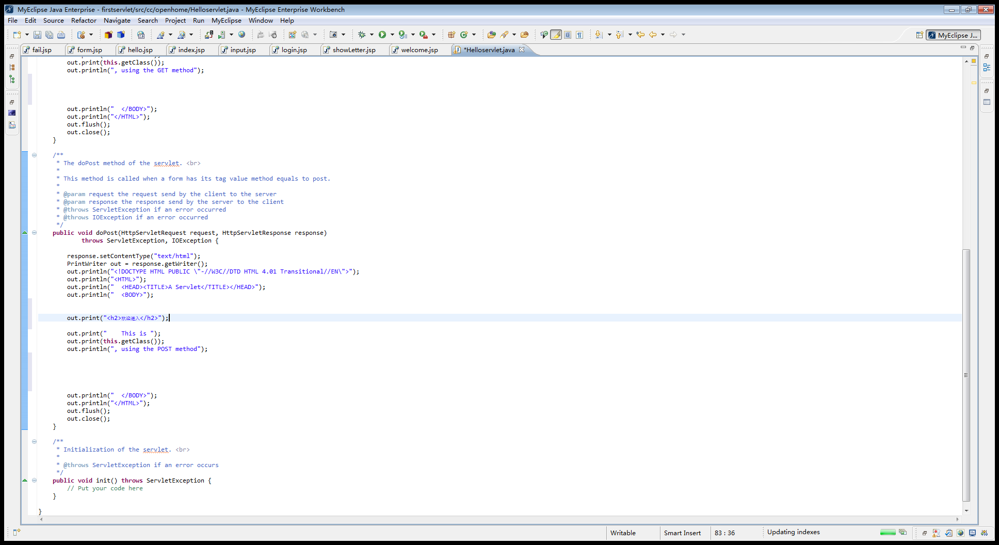 MyEclipse Java Enterprise - firstservlet/src/cc/openhome/Helloservlet.java - MyEclipse Enterprise Workbench
File Edit Source Refactor Navigate Search Project Run MyEclipse Window Help
MyEclipse J...
fail.jsp form.jsp hello.jsp index.jsp input.jsp login.jsp showLetter.jsp welcome.jsp *Helloservlet.java
out.print(this.getClass());
out.println(", using the GET method");
out.println("  </BODY>");
out.println("</HTML>");
out.flush();
out.close();
}
/**
* The doPost method of the servlet. <br>
*
* This method is called when a form has its tag value method equals to post.
*
* @param request the request send by the client to the server
* @param response the response send by the server to the client
* @throws ServletException if an error occurred
* @throws IOException if an error occurred
*/
public void doPost(HttpServletRequest request, HttpServletResponse response)
throws ServletException, IOException {
response.setContentType("text/html");
PrintWriter out = response.getWriter();
out.println("<!DOCTYPE HTML PUBLIC \"-//W3C//DTD HTML 4.01 Transitional//EN\">");
out.println("<HTML>");
out.println("  <HEAD><TITLE>A Servlet</TITLE></HEAD>");
out.println("  <BODY>");
out.print("<h2>欢迎进入</h2>");
out.print("    This is ");
out.print(this.getClass());
out.println(", using the POST method");
out.println("  </BODY>");
out.println("</HTML>");
out.flush();
out.close();
}
/**
* Initialization of the servlet. <br>
*
* @throws ServletException if an error occurs
*/
public void init() throws ServletException {
// Put your code here
}
}
Writable Smart Insert 83 : 36 Updating indexes